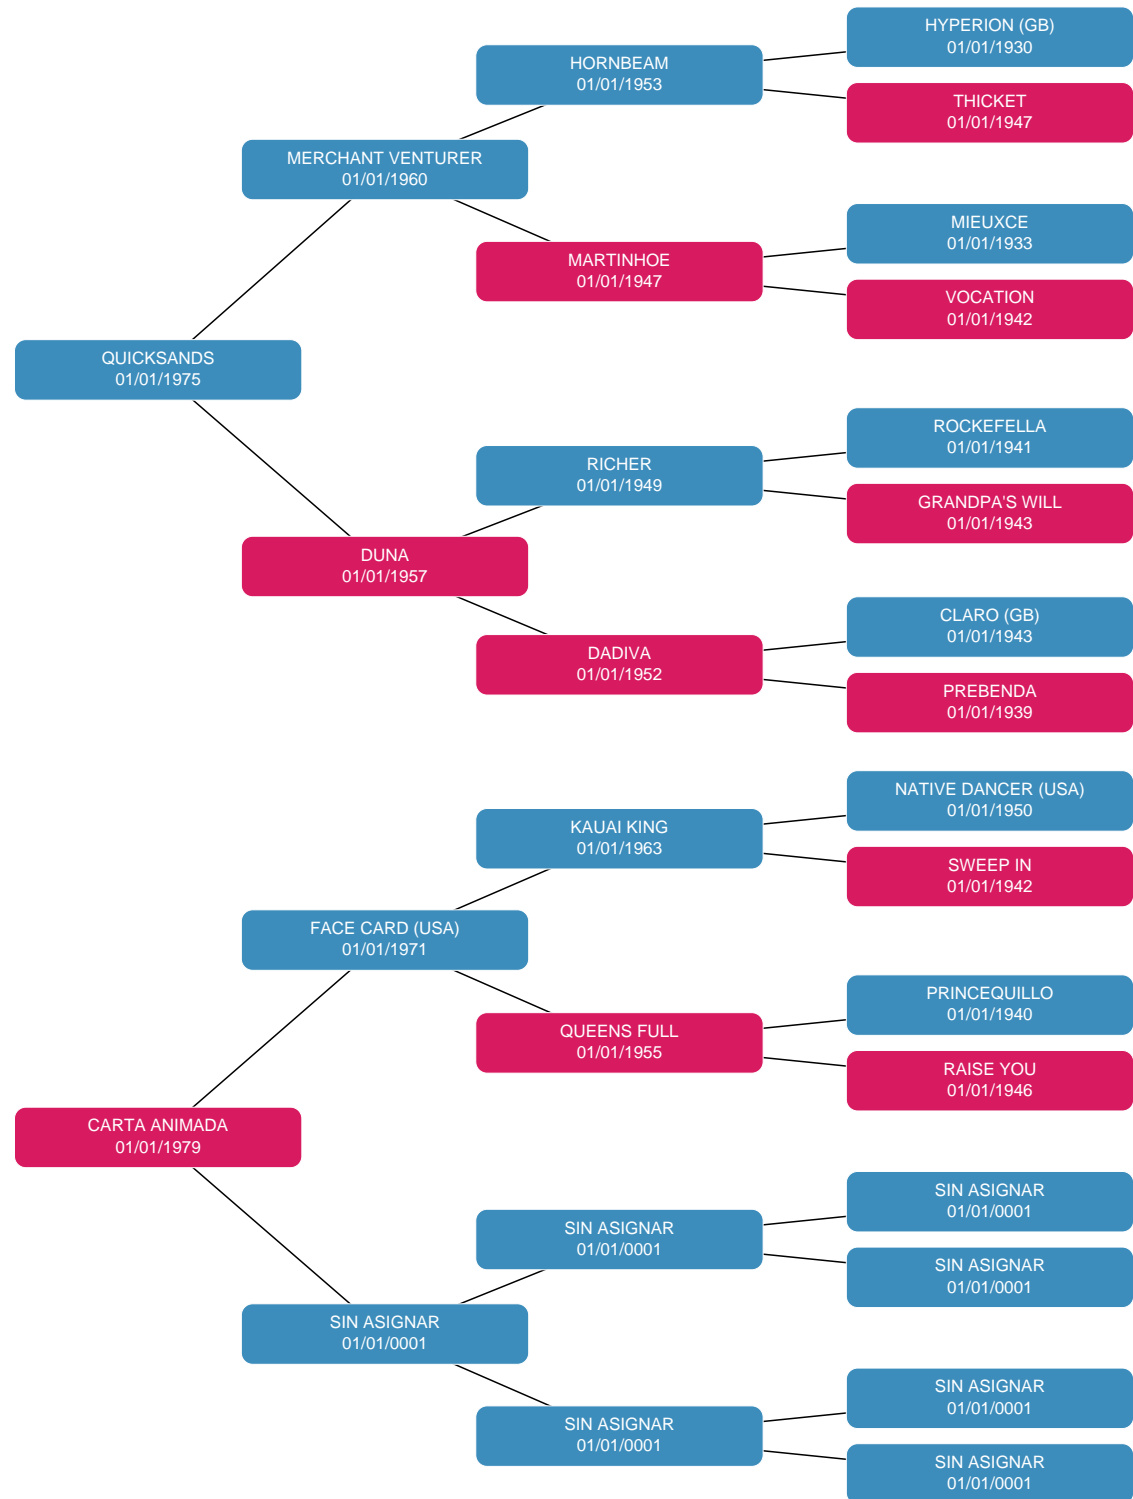 HYPERION (GB)
01/01/1930
HORNBEAM
01/01/1953
THICKET
01/01/1947
MERCHANT VENTURER
01/01/1960
MIEUXCE
01/01/1933
MARTINHOE
01/01/1947
VOCATION
01/01/1942
QUICKSANDS
01/01/1975
ROCKEFELLA
01/01/1941
RICHER
01/01/1949
GRANDPA'S WILL
01/01/1943
DUNA
01/01/1957
CLARO (GB)
01/01/1943
DADIVA
01/01/1952
PREBENDA
01/01/1939
NATIVE DANCER (USA)
01/01/1950
KAUAI KING
01/01/1963
SWEEP IN
01/01/1942
FACE CARD (USA)
01/01/1971
PRINCEQUILLO
01/01/1940
QUEENS FULL
01/01/1955
RAISE YOU
01/01/1946
CARTA ANIMADA
01/01/1979
SIN ASIGNAR
01/01/0001
SIN ASIGNAR
01/01/0001
SIN ASIGNAR
01/01/0001
SIN ASIGNAR
01/01/0001
SIN ASIGNAR
01/01/0001
SIN ASIGNAR
01/01/0001
SIN ASIGNAR
01/01/0001